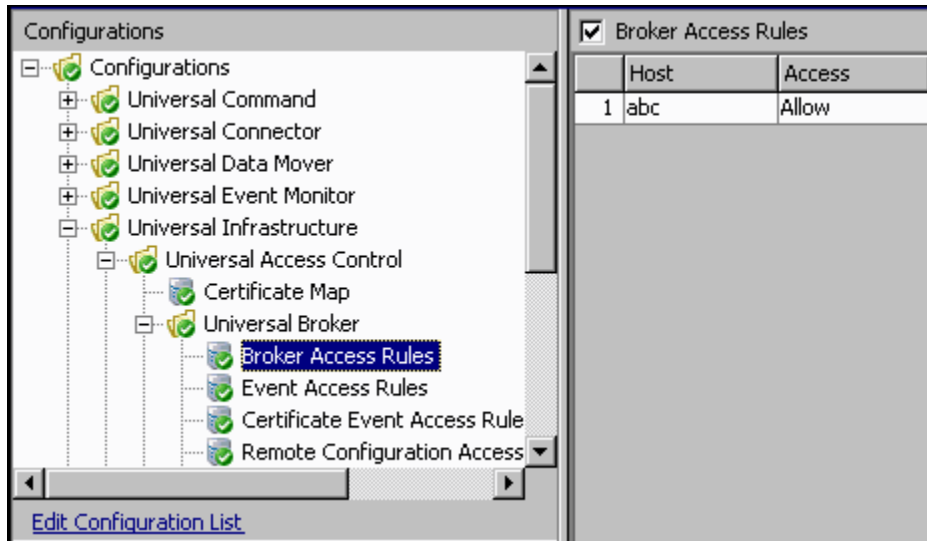 Configurations
Configurations
Universal Command
Universal Connector
Universal Data Mover
Universal Event Monitor
Universal Infrastructure
Universal Access Control
Certificate Map
Universal Broker
Broker Access Rules
Event Access Rules
Certificate Event Access Rule
Remote Configuration Access
Edit Configuration List
Broker Access Rules
Host Access
1 abc Allow